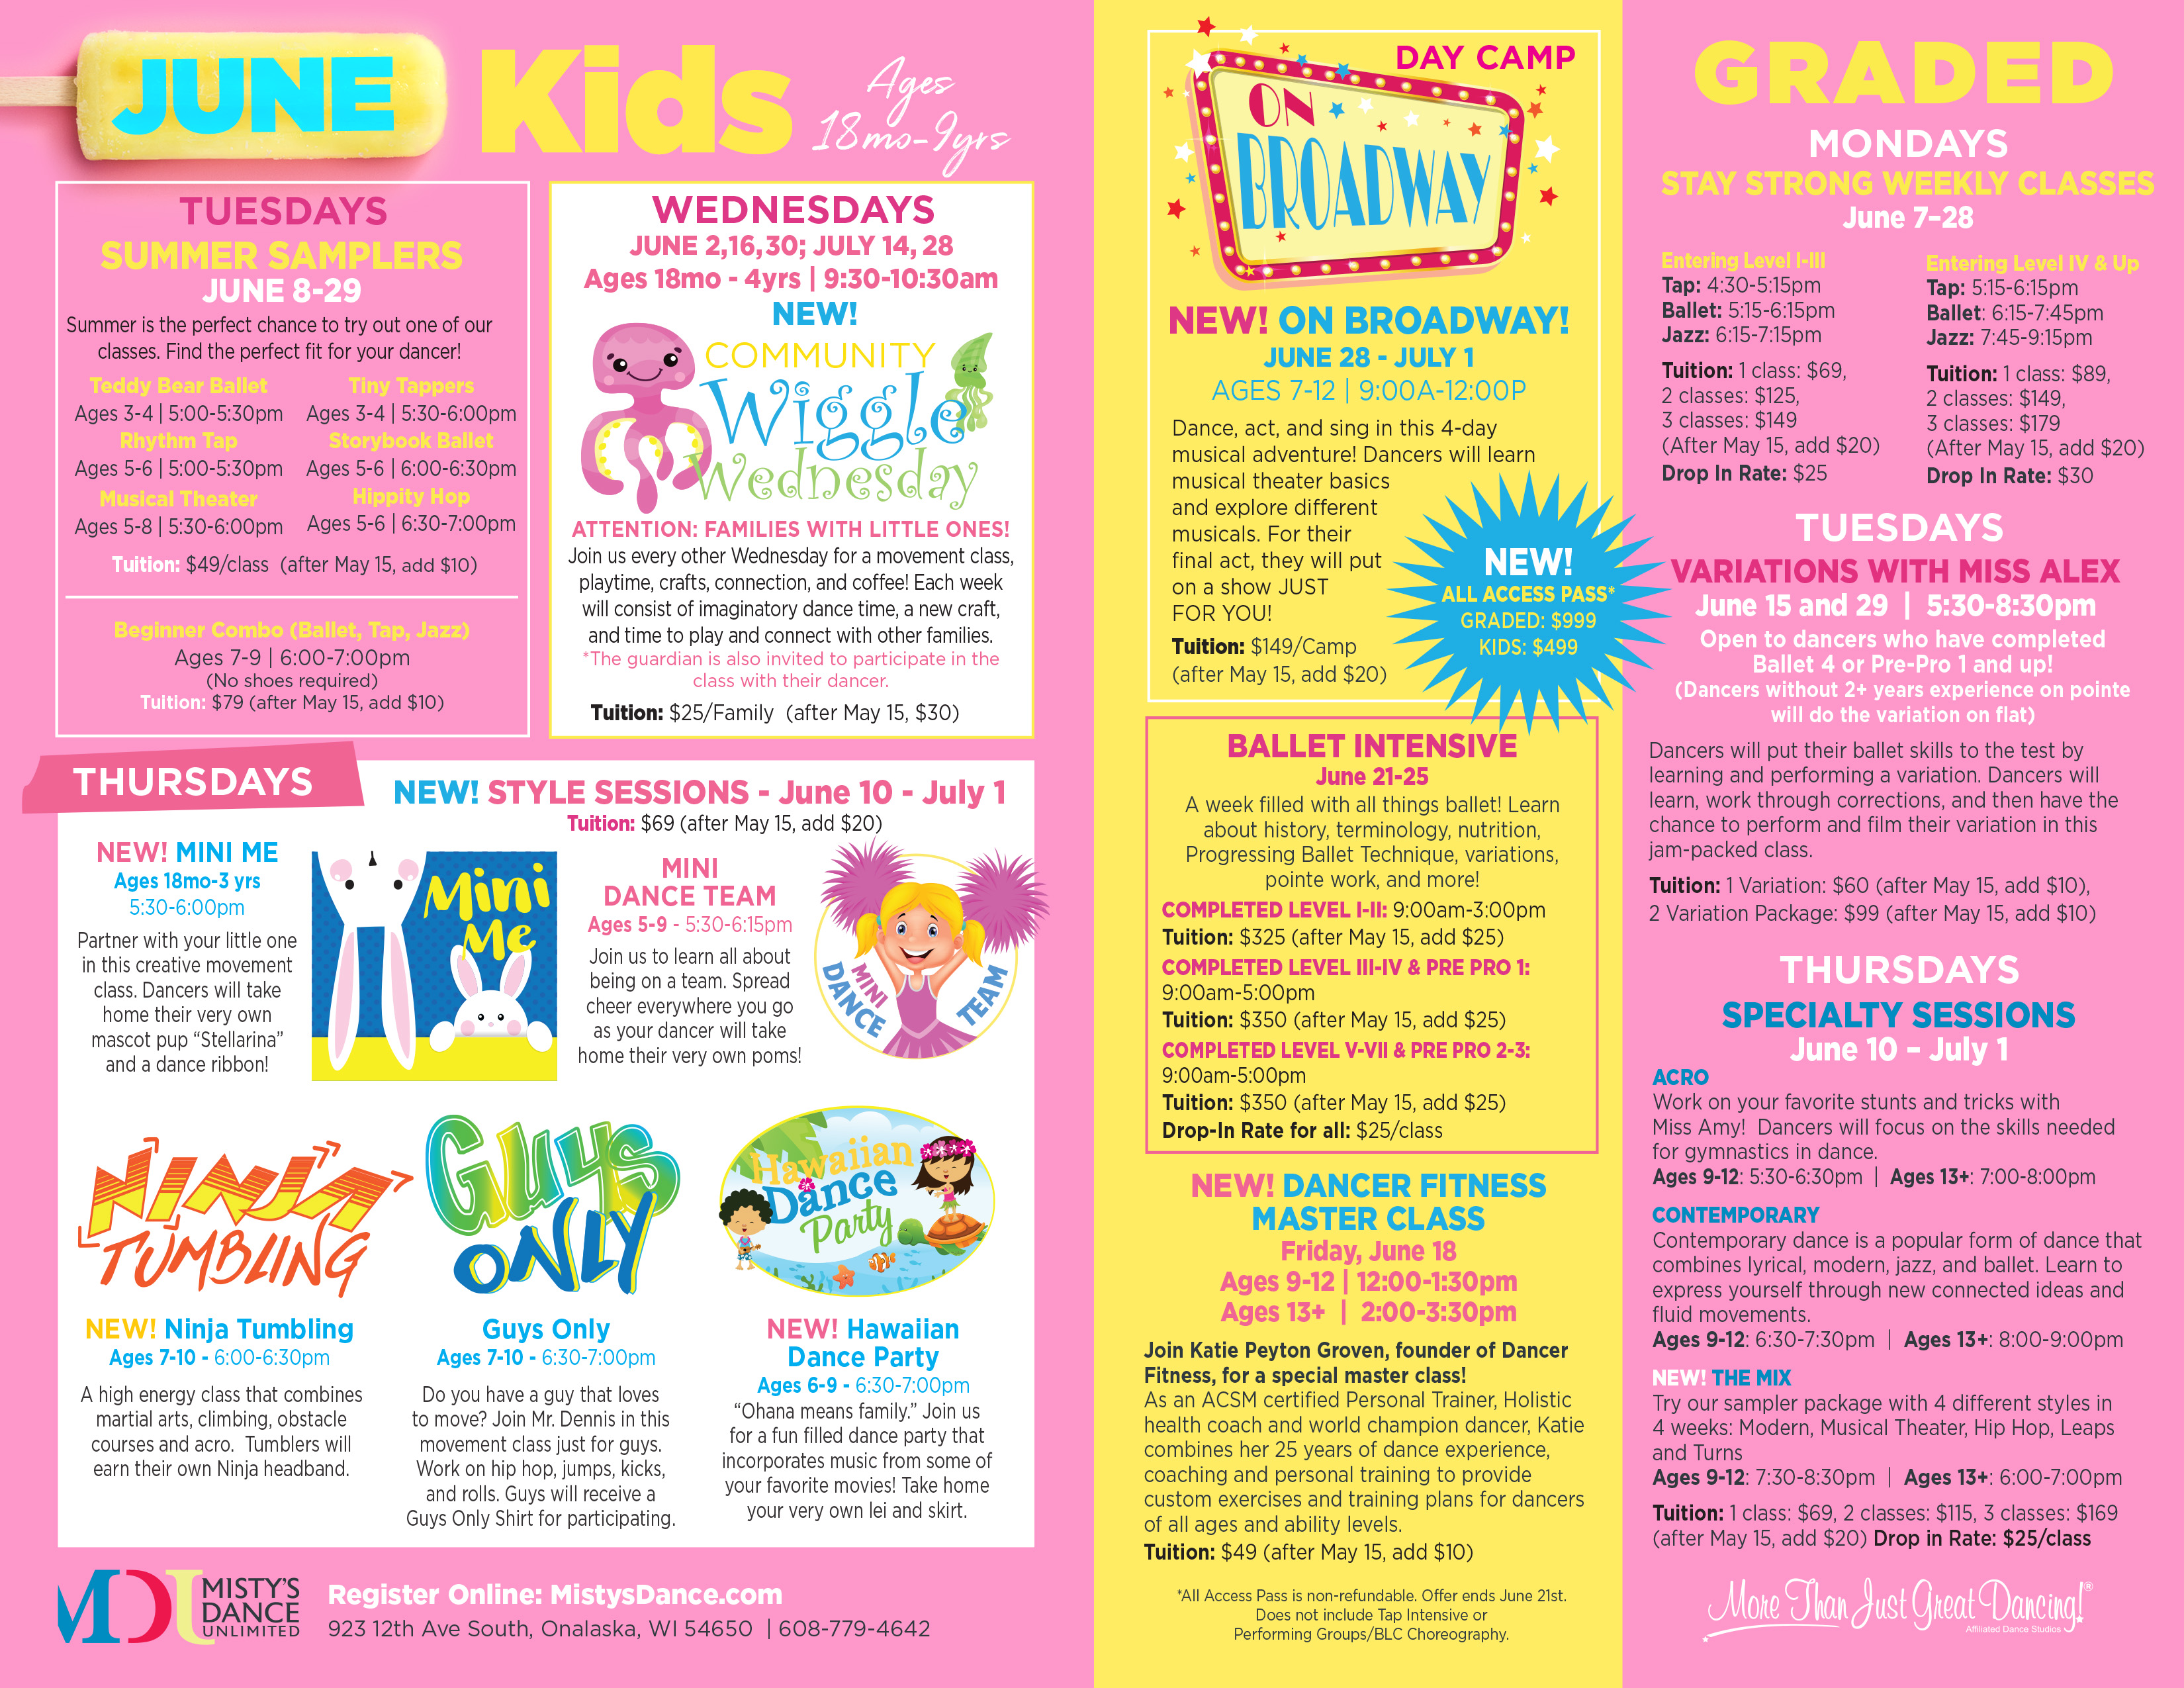 JUNE Kids
Ages
18mo-9yrs
TUESDAYS
SUMMER SAMPLERS
JUNE 8-29
Summer is the perfect chance to try out one of our
classes. Find the perfect fit for your dancer!
Teddy Bear Ballet
Ages 3-4 | 5:00-5:30pm
Tiny Tappers
Ages 3-4 | 5:30-6:00pm
Rhythm Tap
Ages 5-6 | 5:00-5:30pm
Storybook Ballet
Ages 5-6 | 6:00-6:30pm
Musical Theater
Ages 5-8 | 5:30-6:00pm
Hippity Hop
Ages 5-6 | 6:30-7:00pm
Tuition: $49/class (after May 15, add $10)
Beginner Combo (Ballet, Tap, Jazz)
Ages 7-9 | 6:00-7:00pm
(No shoes required)
Tuition: $79 (after May 15, add $10)
WEDNESDAYS
JUNE 2,16,30; JULY 14, 28
Ages 18mo - 4yrs | 9:30-10:30am
NEW!
COMMUNITY
Wiggle
Wednesday
ATTENTION: FAMILIES WITH LITTLE ONES!
Join us every other Wednesday for a movement class,
playtime, crafts, connection, and coffee! Each week
will consist of imaginatory dance time, a new craft,
and time to play and connect with other families.
*The guardian is also invited to participate in the
class with their dancer.
Tuition: $25/Family (after May 15, $30)
THURSDAYS
NEW! STYLE SESSIONS - June 10 - July 1
Tuition: $69 (after May 15, add $20)
NEW! MINI ME
Ages 18mo-3 yrs
5:30-6:00pm
Partner with your little one
in this creative movement
class. Dancers will take
home their very own
mascot pup “Stellarina”
and a dance ribbon!
Mini
Me
MINI
DANCE TEAM
Ages 5-9 - 5:30-6:15pm
Join us to learn all about
being on a team. Spread
cheer everywhere you go
as your dancer will take
home their very own poms!
MINI
DANCE
TEAM
NINJA
TUMBLING
NEW! Ninja Tumbling
Ages 7-10 - 6:00-6:30pm
A high energy class that combines
martial arts, climbing, obstacle
courses and acro. Tumblers will
earn their own Ninja headband.
GUYS
ONLY
Guys Only
Ages 7-10 - 6:30-7:00pm
Do you have a guy that loves
to move? Join Mr. Dennis in this
movement class just for guys.
Work on hip hop, jumps, kicks,
and rolls. Guys will receive a
Guys Only Shirt for participating.
Hawaiian
Dance
Party
NEW! Hawaiian
Dance Party
Ages 6-9 - 6:30-7:00pm
“Ohana means family.” Join us
for a fun filled dance party that
incorporates music from some of
your favorite movies! Take home
your very own lei and skirt.
MDU
MISTY'S
DANCE
UNLIMITED
Register Online: MistysDance.com
923 12th Ave South, Onalaska, WI 54650 | 608-779-4642
DAY CAMP
ON
BROADWAY
NEW! ON BROADWAY!
JUNE 28 - JULY 1
AGES 7-12 | 9:00A-12:00P
Dance, act, and sing in this 4-day
musical adventure! Dancers will learn
musical theater basics
and explore different
musicals. For their
final act, they will put
on a show JUST
FOR YOU!
Tuition: $149/Camp
(after May 15, add $20)
NEW!
ALL ACCESS PASS*
GRADED: $999
KIDS: $499
BALLET INTENSIVE
June 21-25
A week filled with all things ballet! Learn
about history, terminology, nutrition,
Progressing Ballet Technique, variations,
pointe work, and more!
COMPLETED LEVEL I-II: 9:00am-3:00pm
Tuition: $325 (after May 15, add $25)
COMPLETED LEVEL III-IV & PRE PRO 1:
9:00am-5:00pm
Tuition: $350 (after May 15, add $25)
COMPLETED LEVEL V-VII & PRE PRO 2-3:
9:00am-5:00pm
Tuition: $350 (after May 15, add $25)
Drop-In Rate for all: $25/class
NEW! DANCER FITNESS
MASTER CLASS
Friday, June 18
Ages 9-12 | 12:00-1:30pm
Ages 13+ | 2:00-3:30pm
Join Katie Peyton Groven, founder of Dancer
Fitness, for a special master class!
As an ACSM certified Personal Trainer, Holistic
health coach and world champion dancer, Katie
combines her 25 years of dance experience,
coaching and personal training to provide
custom exercises and training plans for dancers
of all ages and ability levels.
Tuition: $49 (after May 15, add $10)
*All Access Pass is non-refundable. Offer ends June 21st.
Does not include Tap Intensive or
Performing Groups/BLC Choreography.
GRADED
MONDAYS
STAY STRONG WEEKLY CLASSES
June 7–28
Entering Level I-III
Tap: 4:30-5:15pm
Ballet: 5:15-6:15pm
Jazz: 6:15-7:15pm
Tuition: 1 class: $69,
2 classes: $125,
3 classes: $149
(After May 15, add $20)
Drop In Rate: $25
Entering Level IV & Up
Tap: 5:15-6:15pm
Ballet: 6:15-7:45pm
Jazz: 7:45-9:15pm
Tuition: 1 class: $89,
2 classes: $149,
3 classes: $179
(After May 15, add $20)
Drop In Rate: $30
TUESDAYS
VARIATIONS WITH MISS ALEX
June 15 and 29 | 5:30-8:30pm
Open to dancers who have completed
Ballet 4 or Pre-Pro 1 and up!
(Dancers without 2+ years experience on pointe
will do the variation on flat)
Dancers will put their ballet skills to the test by
learning and performing a variation. Dancers will
learn, work through corrections, and then have the
chance to perform and film their variation in this
jam-packed class.
Tuition: 1 Variation: $60 (after May 15, add $10),
2 Variation Package: $99 (after May 15, add $10)
THURSDAYS
SPECIALTY SESSIONS
June 10 – July 1
ACRO
Work on your favorite stunts and tricks with
Miss Amy! Dancers will focus on the skills needed
for gymnastics in dance.
Ages 9-12: 5:30-6:30pm | Ages 13+: 7:00-8:00pm
CONTEMPORARY
Contemporary dance is a popular form of dance that
combines lyrical, modern, jazz, and ballet. Learn to
express yourself through new connected ideas and
fluid movements.
Ages 9-12: 6:30-7:30pm | Ages 13+: 8:00-9:00pm
NEW! THE MIX
Try our sampler package with 4 different styles in
4 weeks: Modern, Musical Theater, Hip Hop, Leaps
and Turns
Ages 9-12: 7:30-8:30pm | Ages 13+: 6:00-7:00pm
Tuition: 1 class: $69, 2 classes: $115, 3 classes: $169
(after May 15, add $20) Drop in Rate: $25/class
More Than Just Great Dancing!®
Affiliated Dance Studios